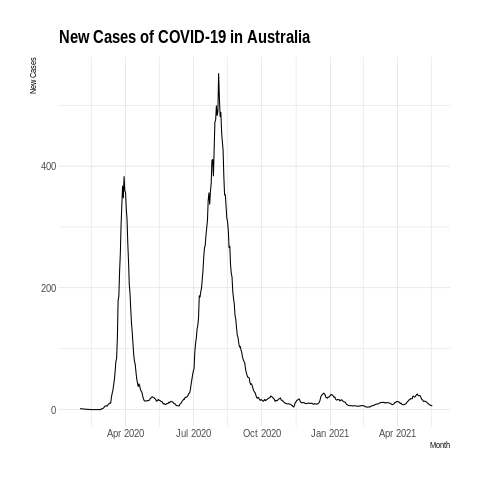 New Cases of COVID-19 in Australia
New Cases
400
200
0
Apr 2020 Jul 2020 Oct 2020 Jan 2021 Apr 2021
Month